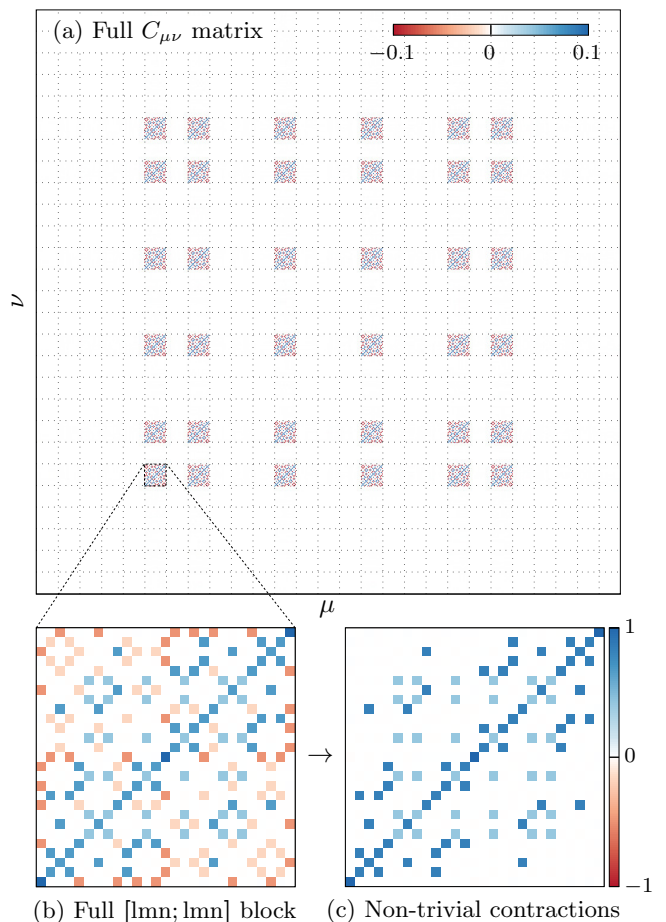 (a) Full $C_{\mu\nu}$ matrix
−0.1 0 0.1
ν
μ
1
0
−1
→
(b) Full ⌈lmn; lmn⌉ block
(c) Non-trivial contractions